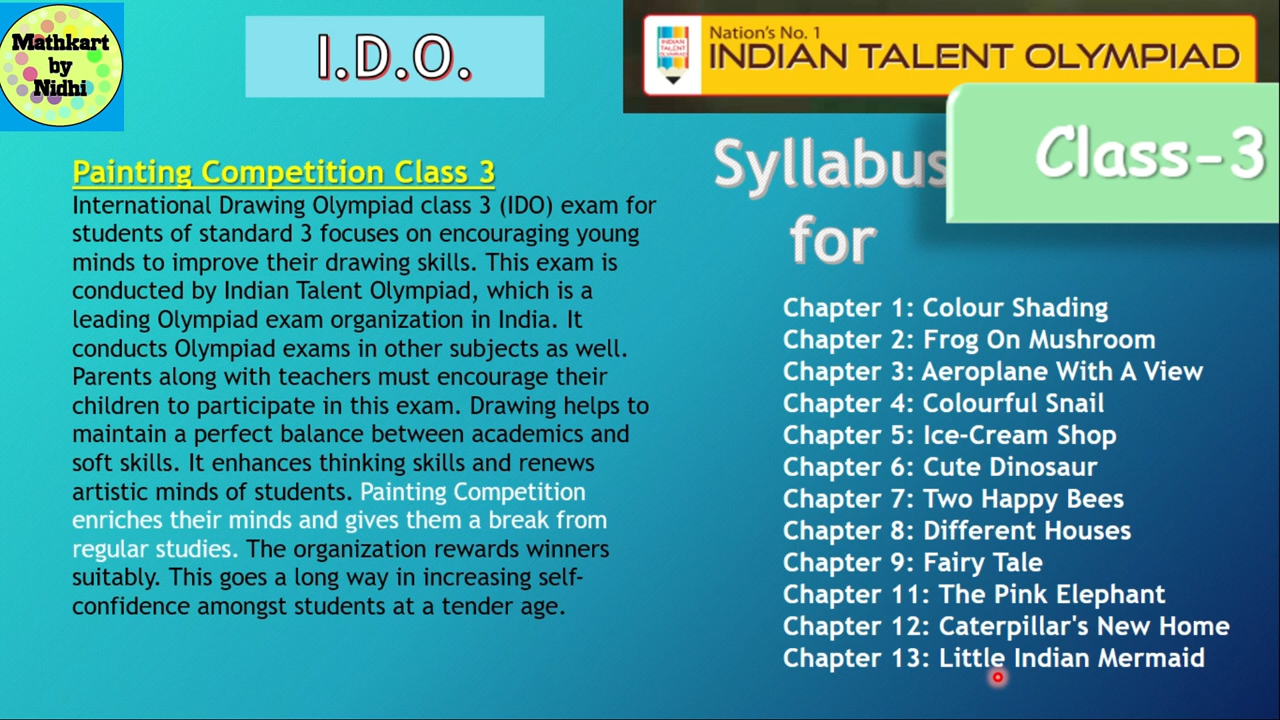 Mathkart
by
Nidhi
I.D.O.
Nation's No. 1
INDIAN TALENT OLYMPIAD
INDIAN
TALENT
OLYMPIAD
Class-3
Syllabus
for
Painting Competition Class 3
International Drawing Olympiad class 3 (IDO) exam for
students of standard 3 focuses on encouraging young
minds to improve their drawing skills. This exam is
conducted by Indian Talent Olympiad, which is a
leading Olympiad exam organization in India. It
conducts Olympiad exams in other subjects as well.
Parents along with teachers must encourage their
children to participate in this exam. Drawing helps to
maintain a perfect balance between academics and
soft skills. It enhances thinking skills and renews
artistic minds of students. Painting Competition
enriches their minds and gives them a break from
regular studies. The organization rewards winners
suitably. This goes a long way in increasing self-
confidence amongst students at a tender age.
Chapter 1: Colour Shading
Chapter 2: Frog On Mushroom
Chapter 3: Aeroplane With A View
Chapter 4: Colourful Snail
Chapter 5: Ice-Cream Shop
Chapter 6: Cute Dinosaur
Chapter 7: Two Happy Bees
Chapter 8: Different Houses
Chapter 9: Fairy Tale
Chapter 11: The Pink Elephant
Chapter 12: Caterpillar's New Home
Chapter 13: Little Indian Mermaid